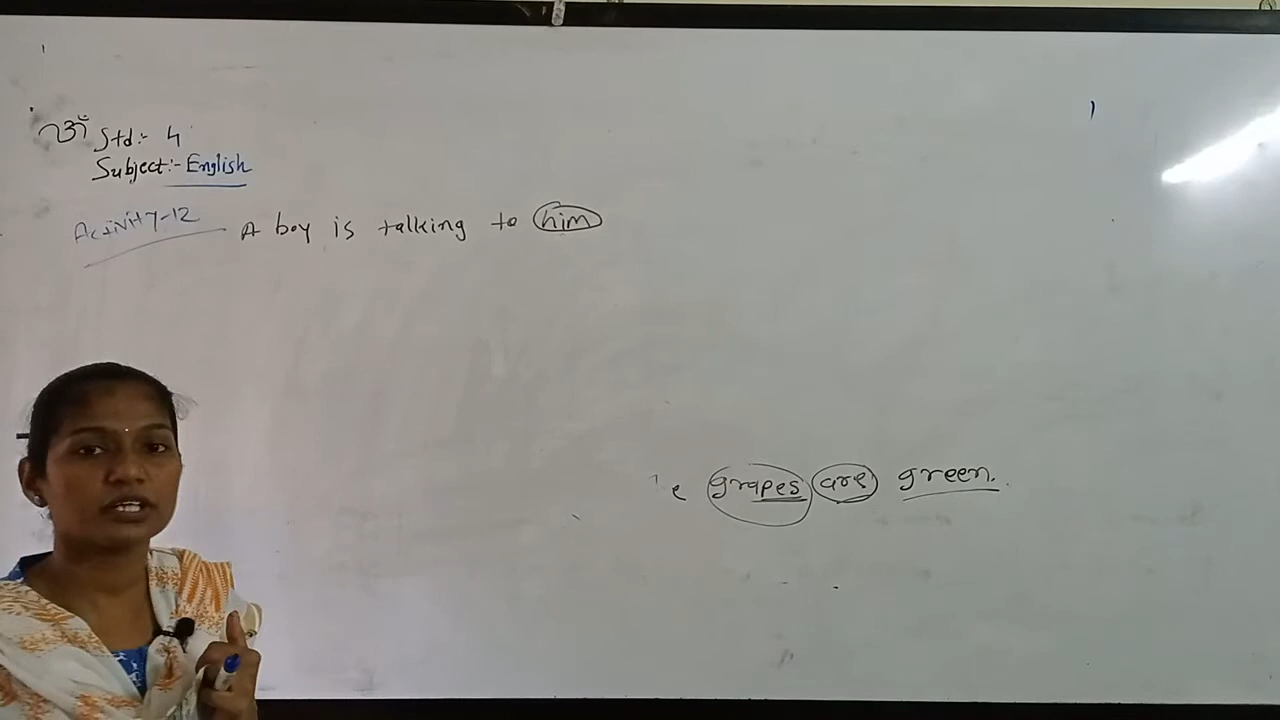 ૐ Std:- 4
Subject:- English
Activity-12 A boy is talking to him
e grapes are green.